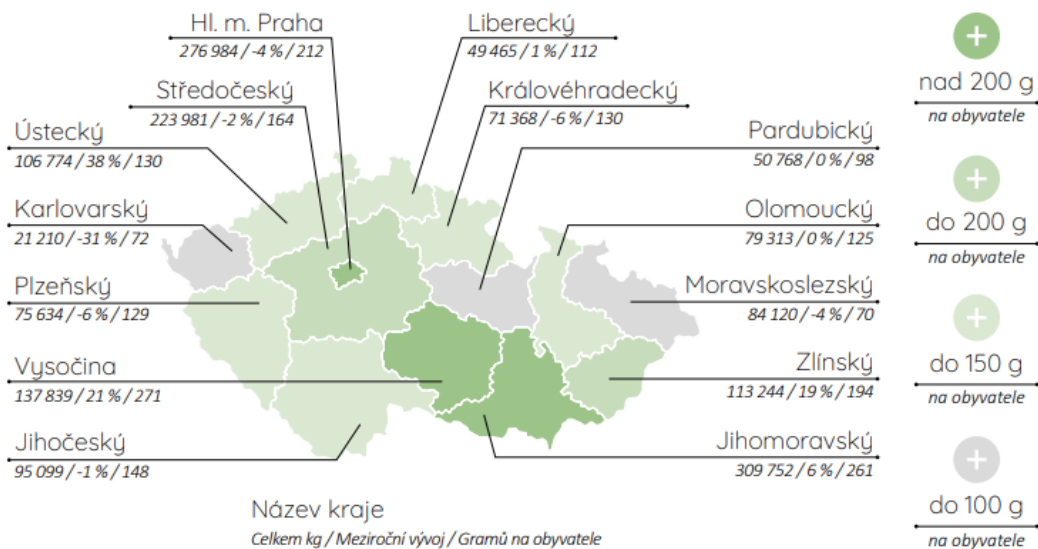 Hl. m. Praha
276 984 / -4 % / 212
Liberecký
49 465 / 1 % / 112
Středočeský
223 981 / -2 % / 164
Královéhradecký
71 368 / -6 % / 130
Ústecký
106 774 / 38 % / 130
Pardubický
50 768 / 0 % / 98
Karlovarský
21 210 / -31 % / 72
Olomoucký
79 313 / 0 % / 125
Plzeňský
75 634 / -6 % / 129
Moravskoslezský
84 120 / -4 % / 70
Vysočina
137 839 / 21 % / 271
Zlínský
113 244 / 19 % / 194
Jihočeský
95 099 / -1 % / 148
Jihomoravský
309 752 / 6 % / 261
Název kraje
Celkem kg / Meziroční vývoj / Gramů na obyvatele
+
nad 200 g
na obyvatele
+
do 200 g
na obyvatele
+
do 150 g
na obyvatele
+
do 100 g
na obyvatele